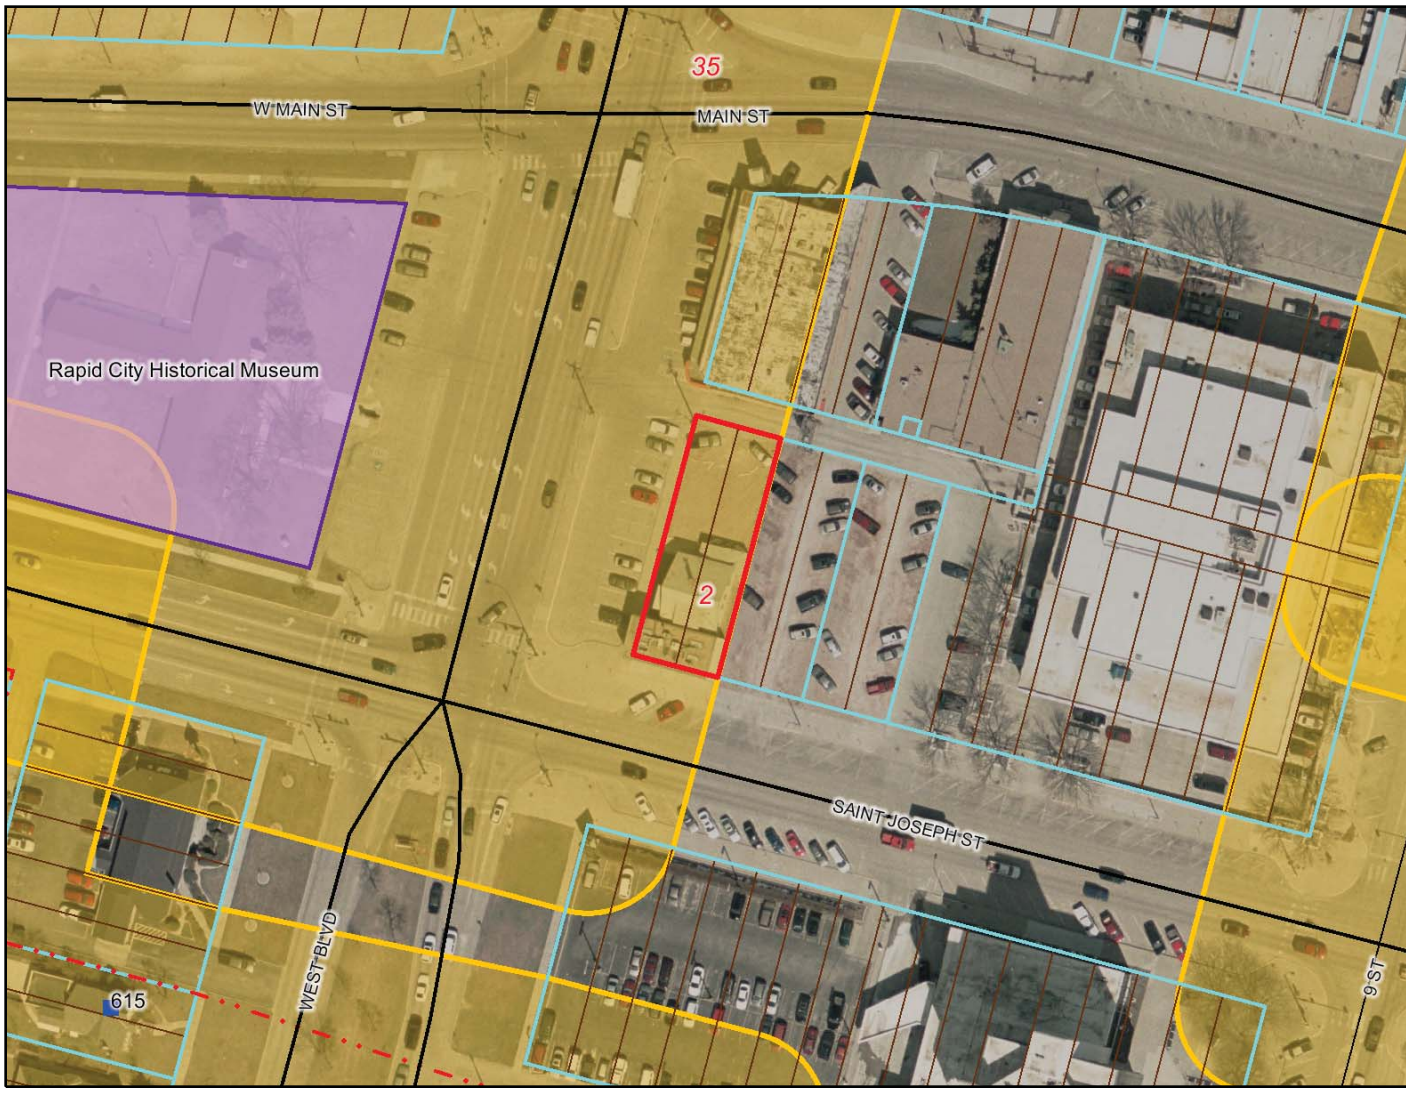 35
W MAIN ST
MAIN ST
Rapid City Historical Museum
2
SAINT JOSEPH ST
WEST BLVD
9 ST
615